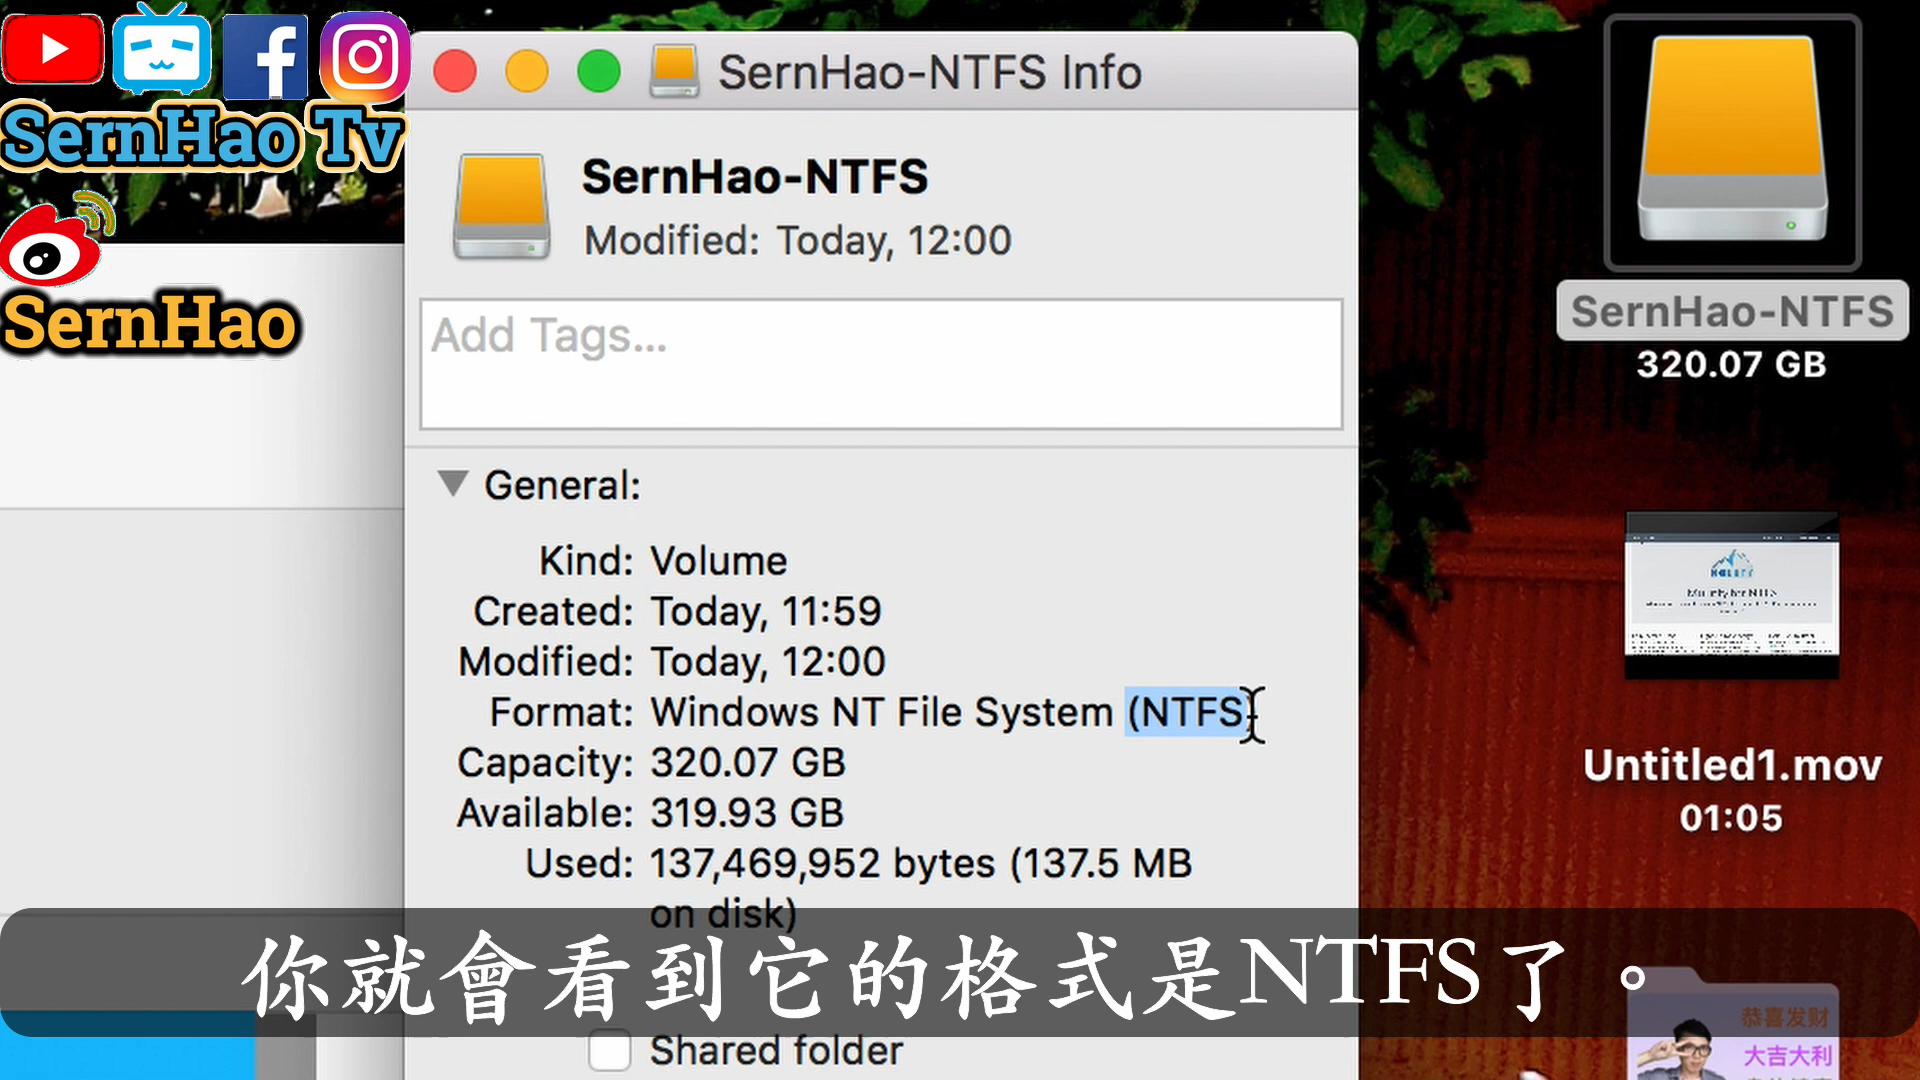 SernHao Tv
SernHao
SernHao-NTFS Info
SernHao-NTFS
Modified: Today, 12:00
Add Tags...
General:
Kind: Volume
Created: Today, 11:59
Modified: Today, 12:00
Format: Windows NT File System (NTFS)
Capacity: 320.07 GB
Available: 319.93 GB
Used: 137,469,952 bytes (137.5 MB
on disk)
Shared folder
SernHao-NTFS
320.07 GB
Untitled1.mov
01:05
恭喜发财
大吉大利
你就會看到它的格式是NTFS了。